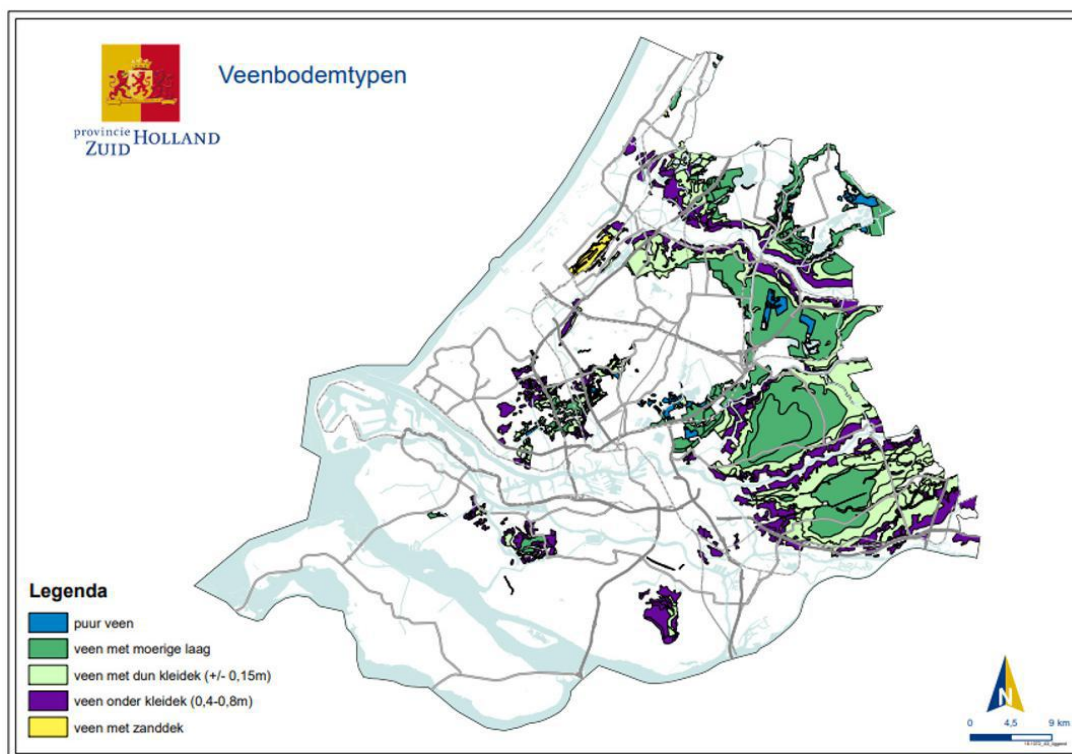 Veenbodemtypen
provincie HOLLAND
ZUID
Legenda
puur veen
veen met moerige laag
veen met dun kleidek (+/- 0,15m)
veen onder kleidek (0,4-0,8m)
veen met zanddek
N
0 4,5 9 km